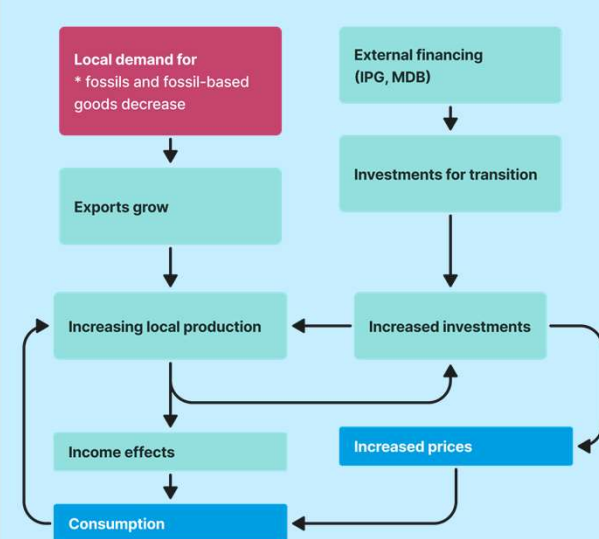 Local demand for
* fossils and fossil-based
goods decrease
External financing
(IPG, MDB)
Exports grow
Investments for transition
Increasing local production
Increased investments
Income effects
Increased prices
Consumption